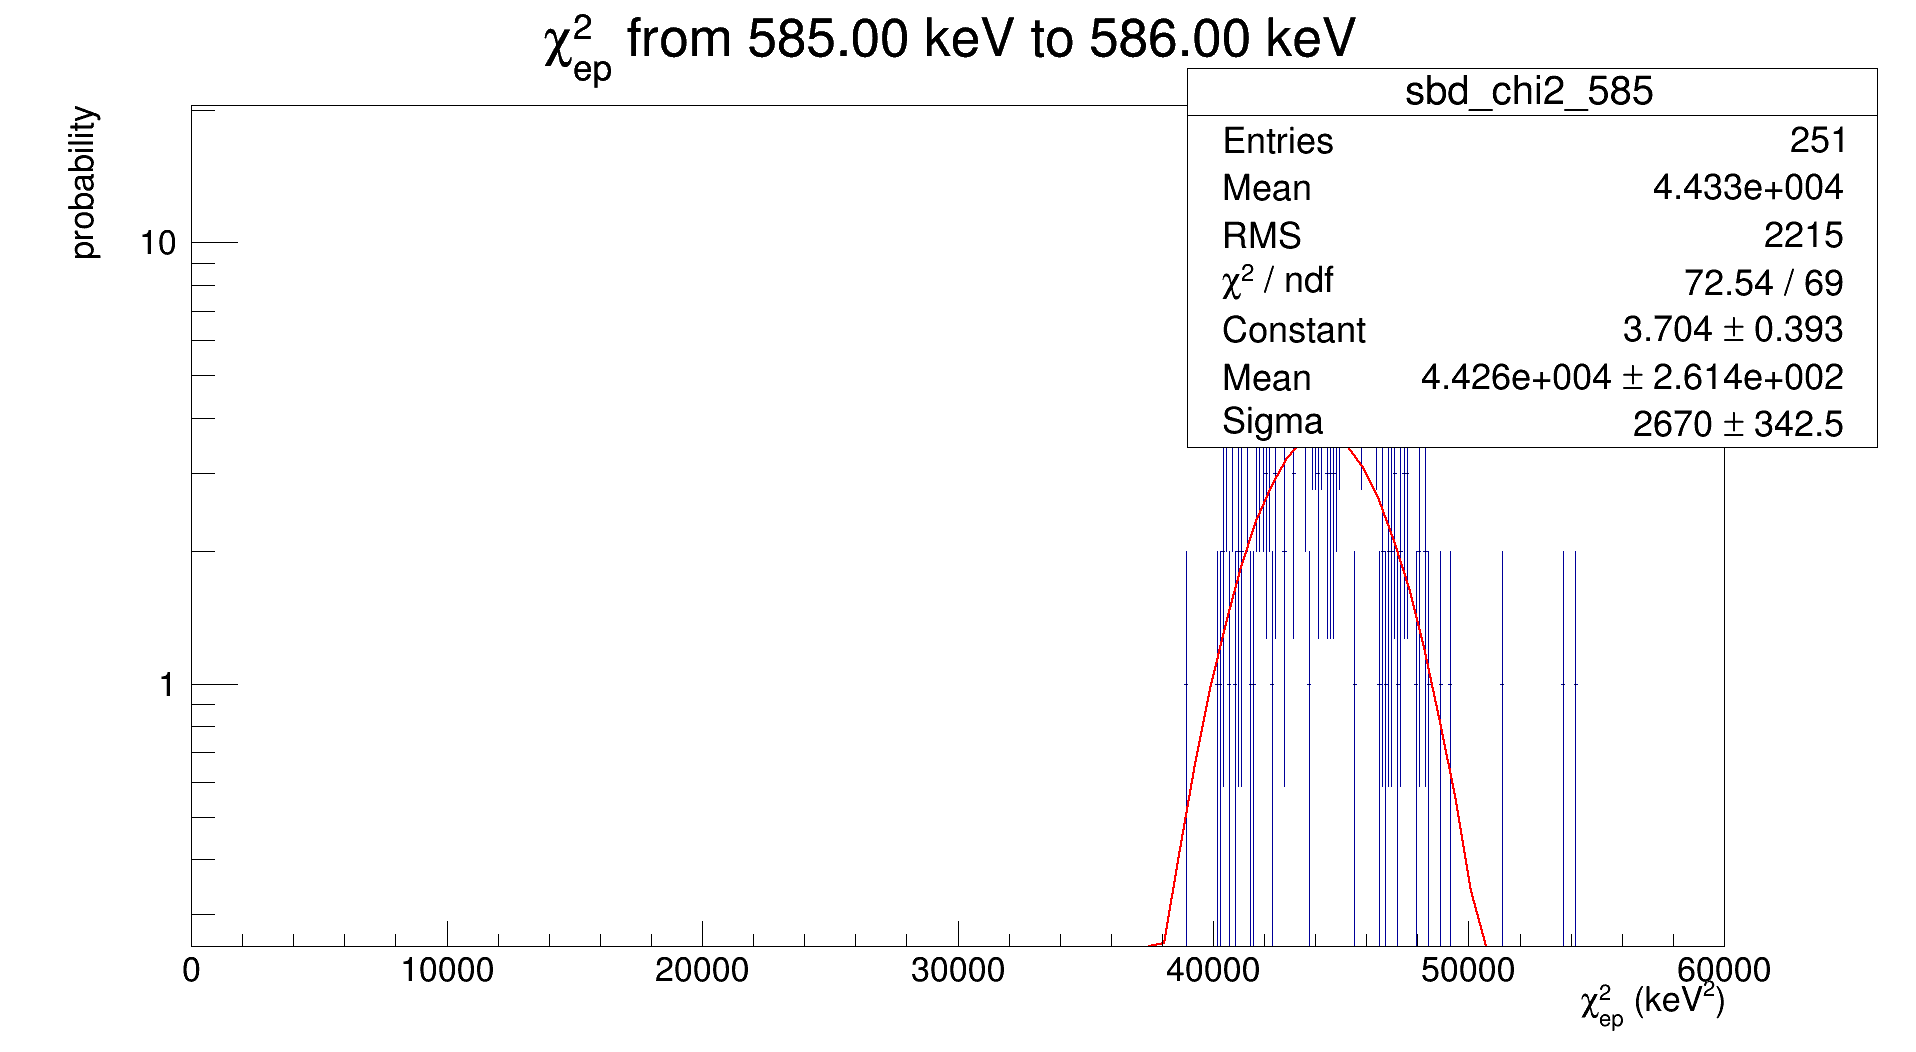 χ²ep from 585.00 keV to 586.00 keV
sbd_chi2_585
Entries 251
Mean 4.433e+004
RMS 2215
χ² / ndf 72.54 / 69
Constant 3.704 ± 0.393
Mean 4.426e+004 ± 2.614e+002
Sigma 2670 ± 342.5
probability
10
1
0 10000 20000 30000 40000 50000 60000
χ²ep (keV²)